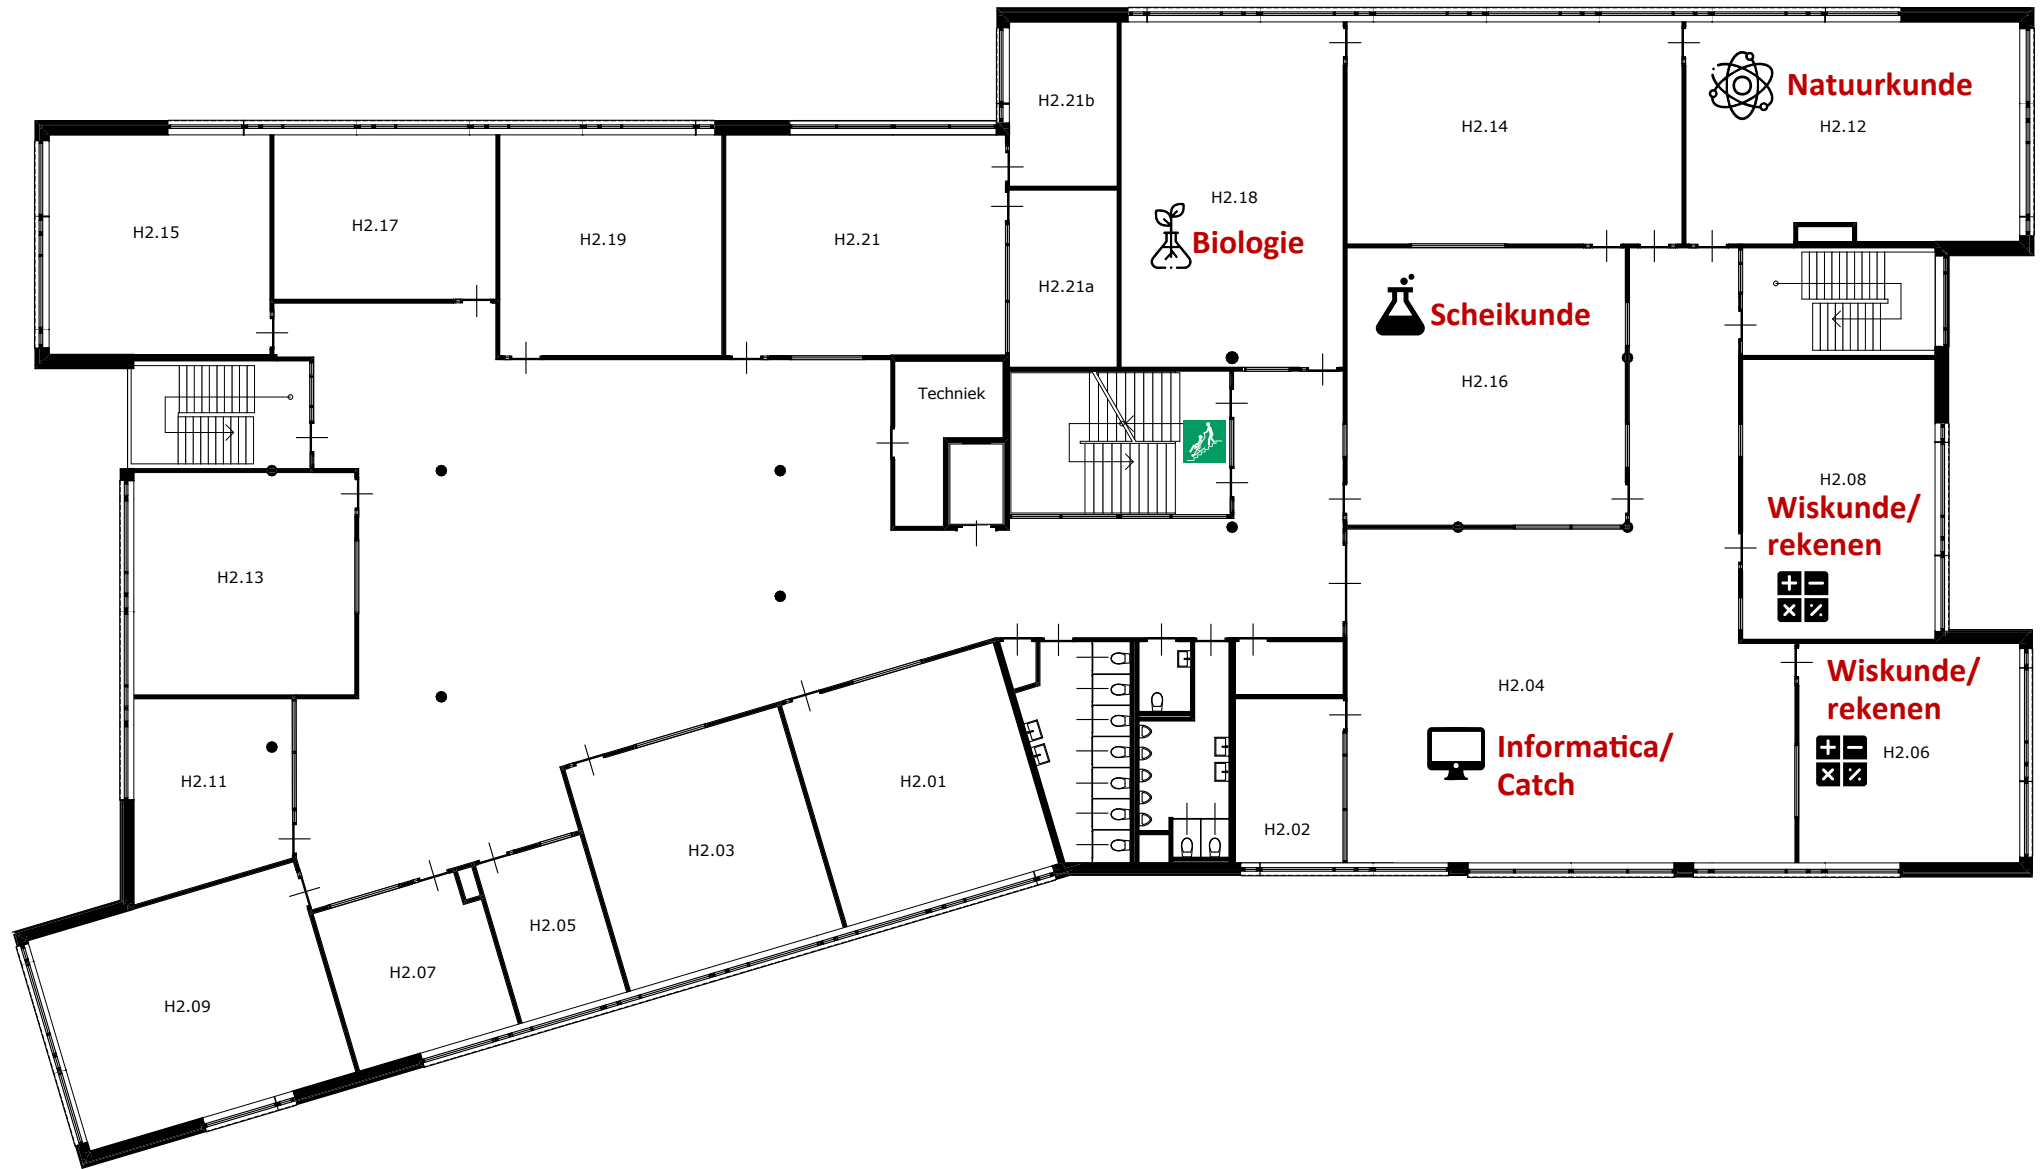 H2.21b
Natuurkunde
H2.14
H2.12
H2.18
H2.15
H2.17
H2.19
H2.21
Biologie
H2.21a
Scheikunde
H2.16
Techniek
H2.08
Wiskunde/
rekenen
H2.13
H2.04
Wiskunde/
rekenen
H2.06
Informatica/
Catch
H2.11
H2.01
H2.02
H2.03
H2.05
H2.07
H2.09